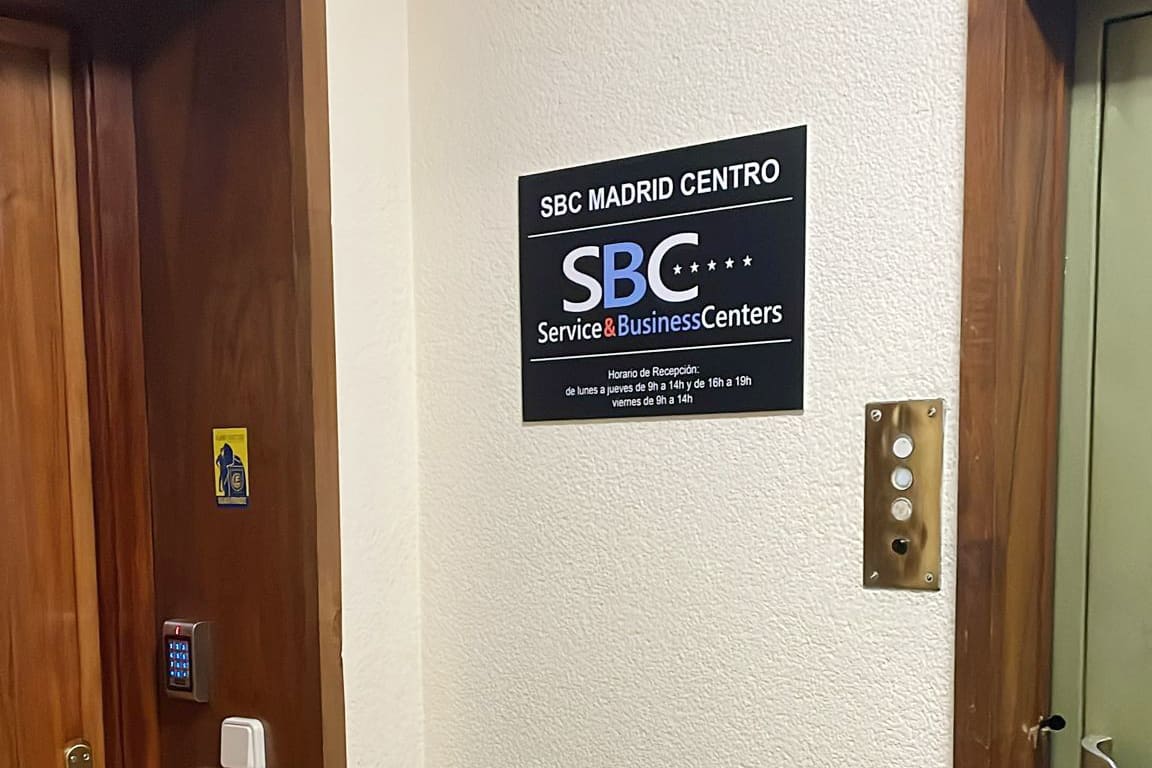 SBC MADRID CENTRO
SBC
Service&BusinessCenters
Horario de Recepción:
de lunes a jueves de 9h a 14h y de 16h a 19h
viernes de 9h a 14h